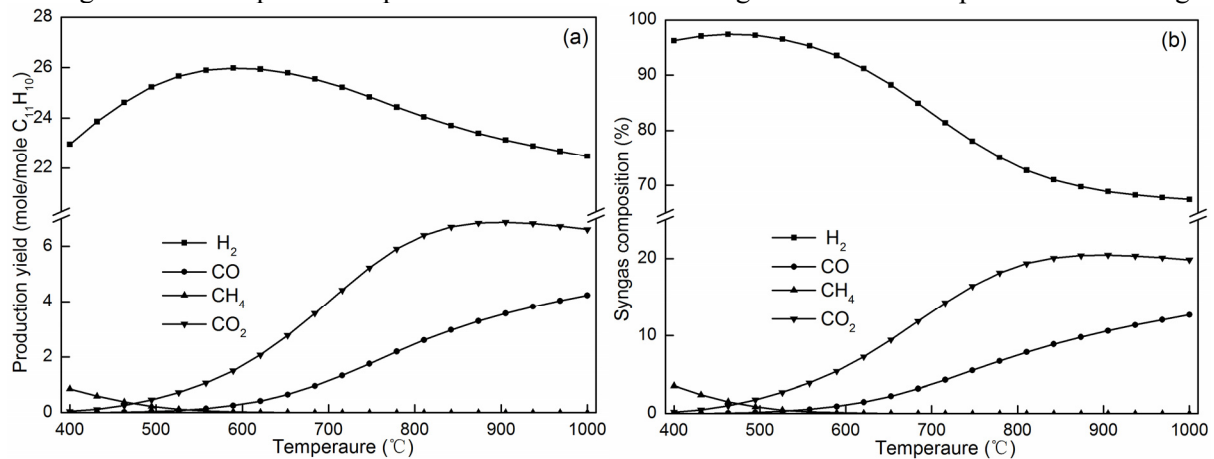 (a)
Production yield (mole/mole C₁₁H₁₀)
28
26
24
22
6
4
2
0
H₂
CO
CH₄
CO₂
400 500 600 700 800 900 1000
Temperaure (℃)
(b)
Syngas composition (%)
100
90
80
70
20
10
0
H₂
CO
CH₄
CO₂
400 500 600 700 800 900 1000
Temperaure (℃)